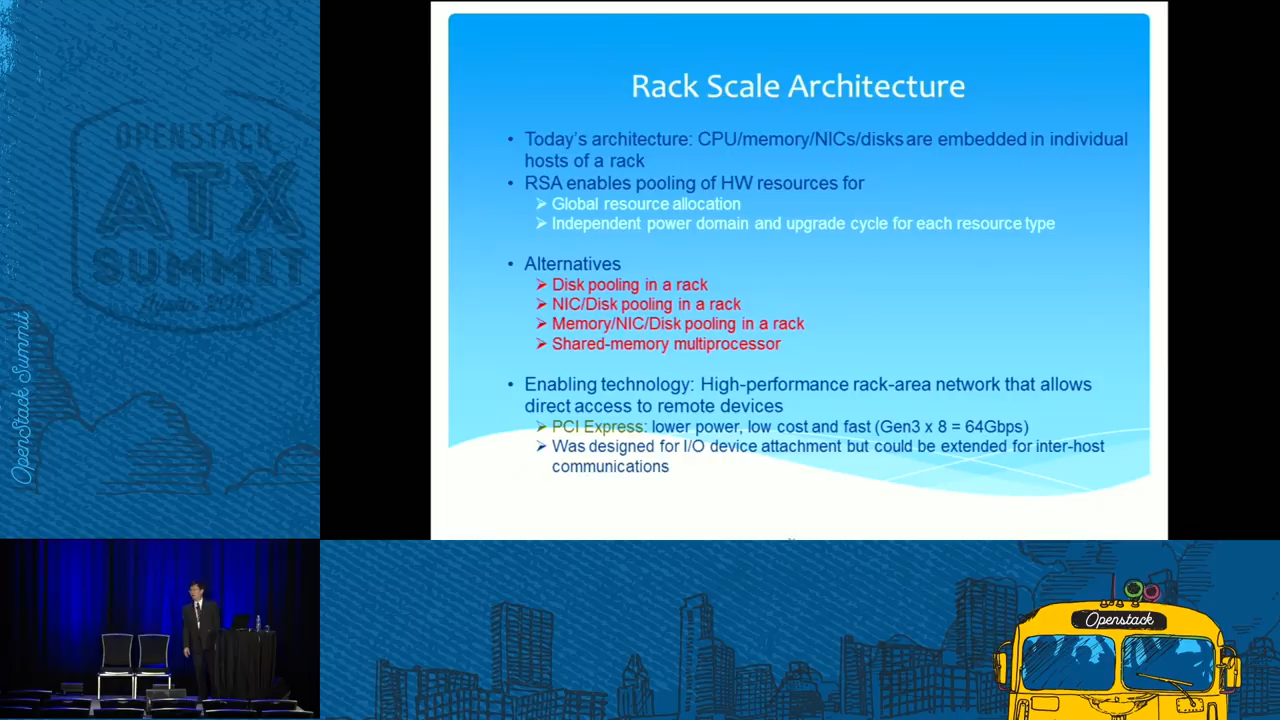 OPENSTACK
ATX
SUMMIT
Austin 2016
OpenStack Summit
Rack Scale Architecture
• Today's architecture: CPU/memory/NICs/disks are embedded in individual
hosts of a rack
• RSA enables pooling of HW resources for
➢ Global resource allocation
➢ Independent power domain and upgrade cycle for each resource type
• Alternatives
➢ Disk pooling in a rack
➢ NIC/Disk pooling in a rack
➢ Memory/NIC/Disk pooling in a rack
➢ Shared-memory multiprocessor
• Enabling technology: High-performance rack-area network that allows
direct access to remote devices
➢ PCI Express: lower power, low cost and fast (Gen3 x 8 = 64Gbps)
➢ Was designed for I/O device attachment but could be extended for inter-host
communications
Openstack